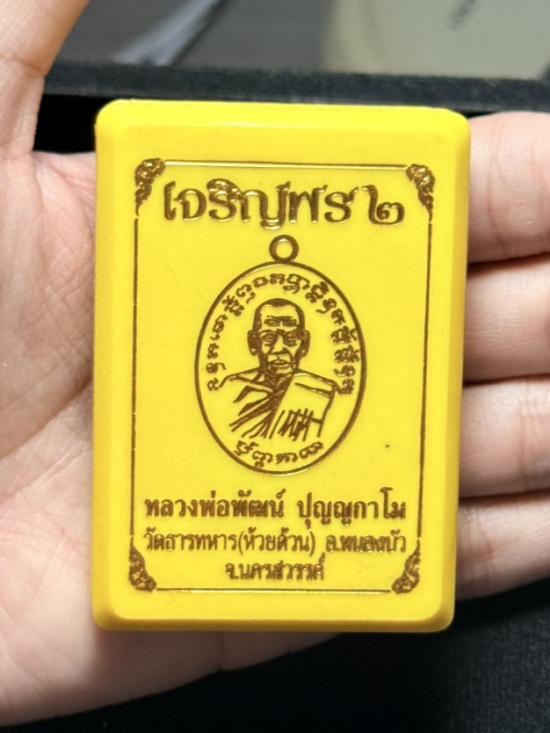 เจริญพร ๒
หลวงพ่อพัฒน์ ปุญญกาโม
วัดธารทหาร(ห้วยด้วน) อ.หนองบัว
จ.นครสวรรค์